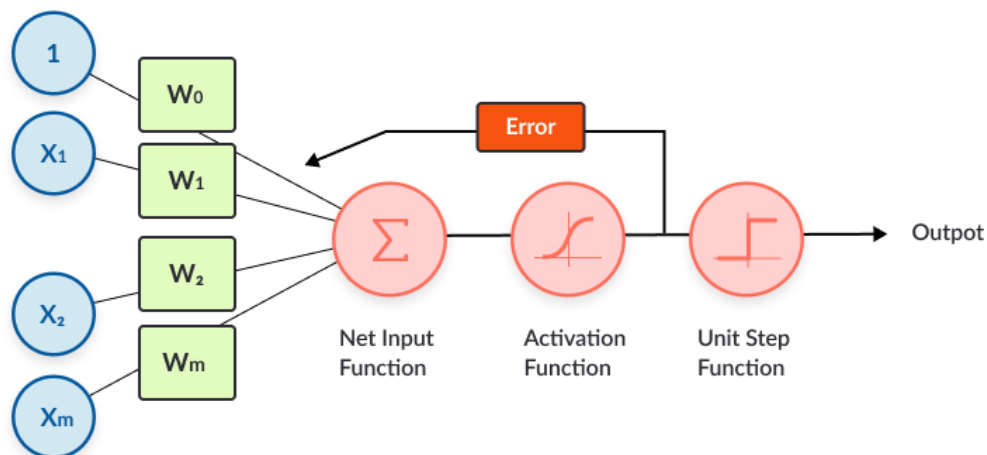 1
W₀
X₁
W₁
Error
Σ
Outpot
W₂
X₂
Wm
Xm
Net Input
Function
Activation
Function
Unit Step
Function